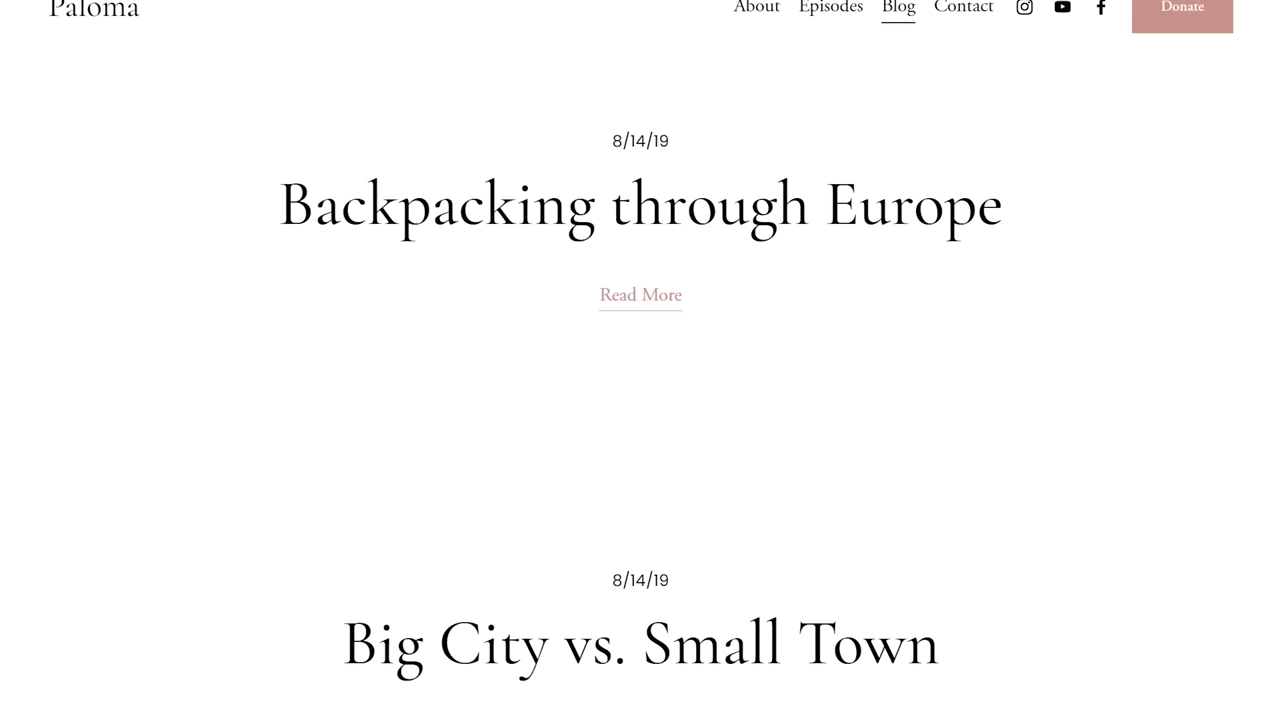 Paloma
About Episodes Blog Contact Donate
8/14/19
Backpacking through Europe
Read More
8/14/19
Big City vs. Small Town